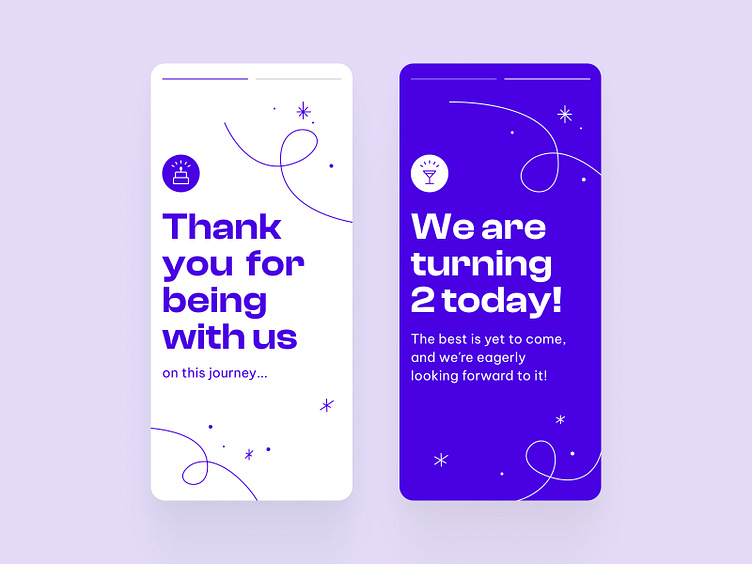 Thank
you for
being
with us
on this journey...
We are
turning
2 today!
The best is yet to come,
and we're eagerly
looking forward to it!